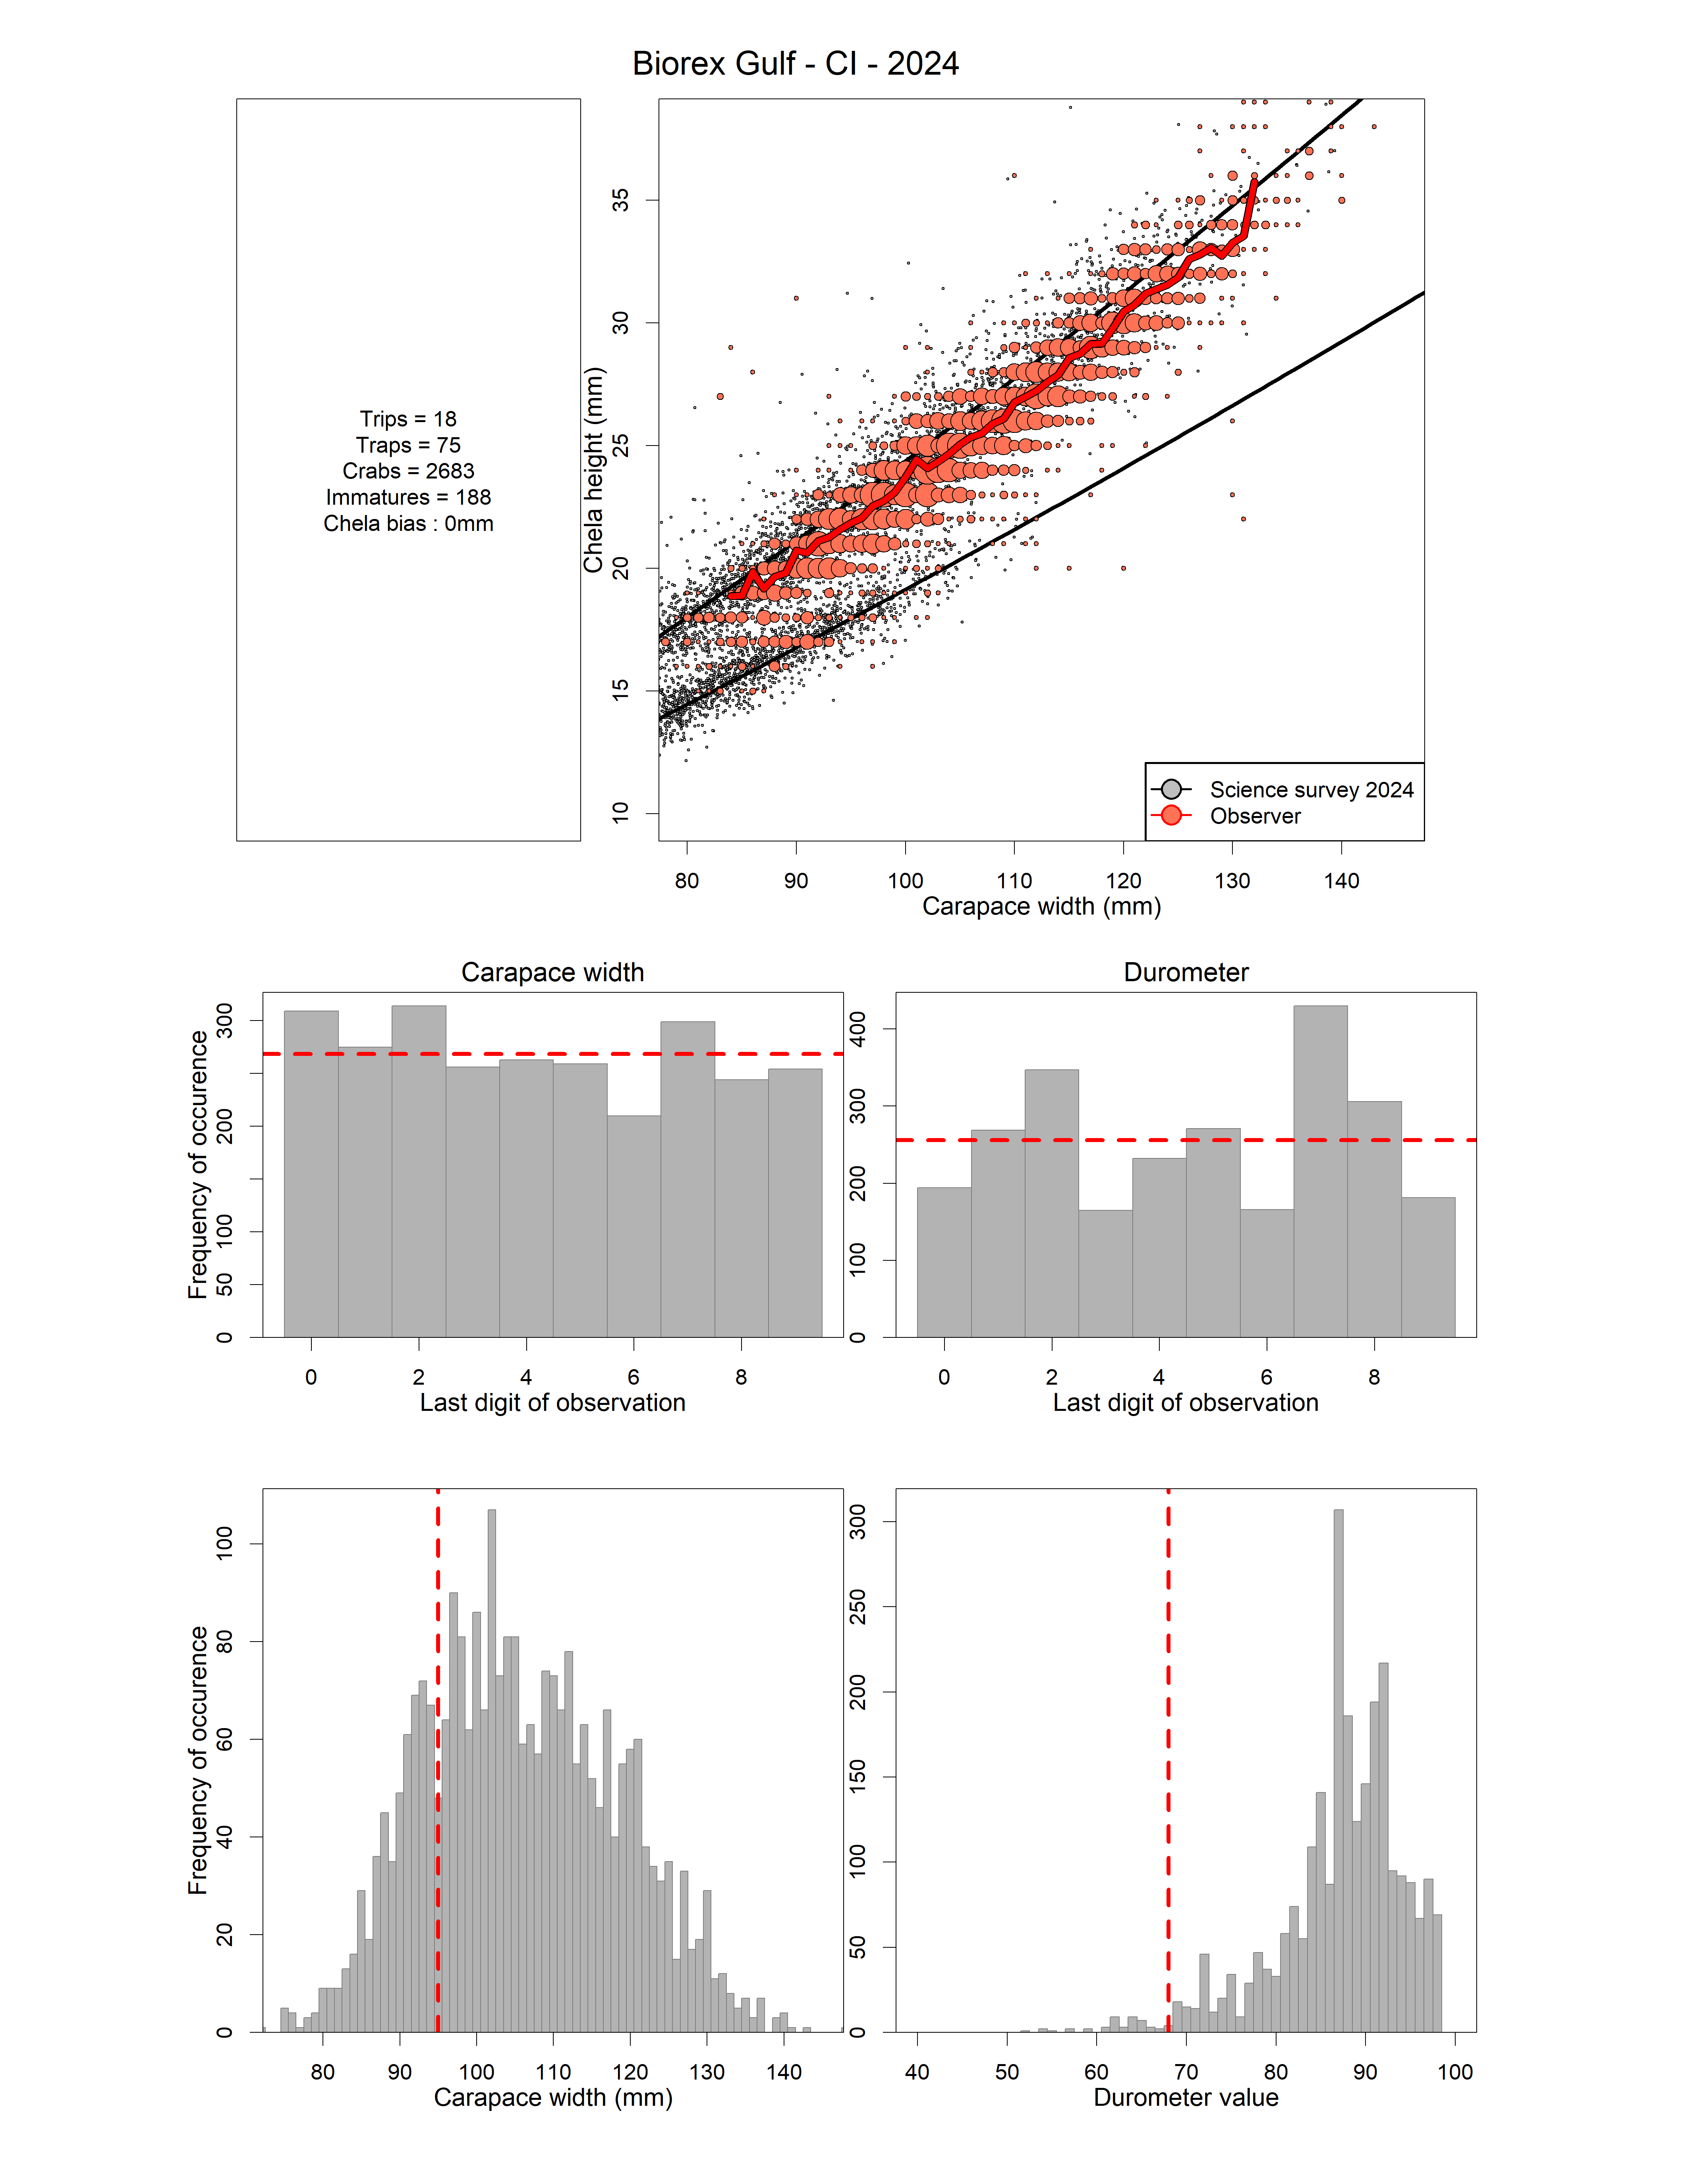 Biorex Gulf - CI - 2024
Trips = 18
Traps = 75
Crabs = 2683
Immatures = 188
Chela bias : 0mm
Chela height (mm)
35
30
25
20
15
10
Science survey 2024
Observer
80 90 100 110 120 130 140
Carapace width (mm)
Carapace width
Frequency of occurence
300
200
100
50
0
0 2 4 6 8
Last digit of observation
Durometer
400
300
200
100
0
0 2 4 6 8
Last digit of observation
Frequency of occurence
100
80
60
40
20
0
80 90 100 110 120 130 140
Carapace width (mm)
300
250
200
150
100
50
0
40 50 60 70 80 90 100
Durometer value